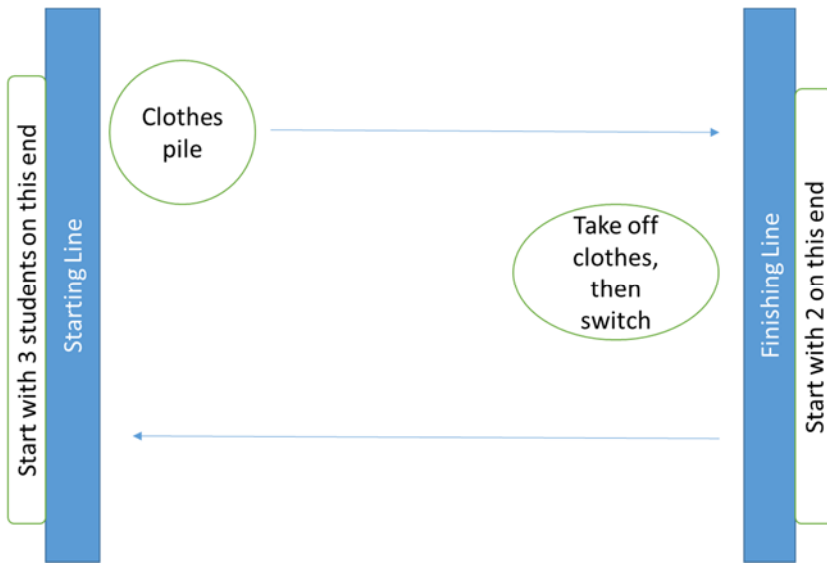 Start with 3 students on this end
Starting Line
Clothes
pile
Take off
clothes,
then
switch
Finishing Line
Start with 2 on this end